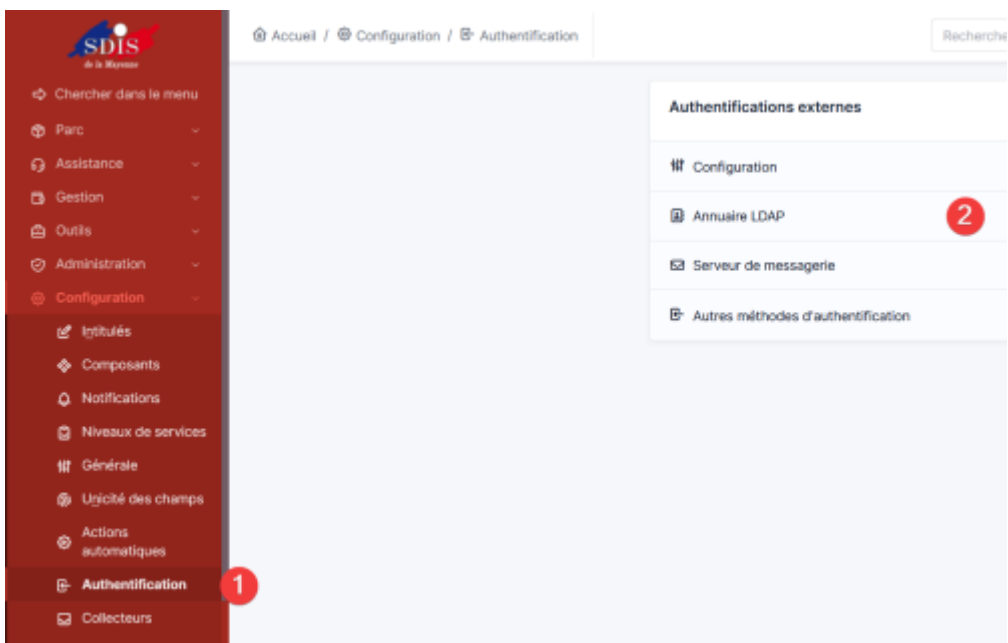 SDIS
de la Mayenne
Chercher dans le menu
Parc
Assistance
Gestion
Outils
Administration
Configuration
Intitulés
Composants
Notifications
Niveaux de services
Générale
Unicité des champs
Actions
automatiques
Authentification
1
Collecteurs
Accueil / Configuration / Authentification
Recherche
Authentifications externes
Configuration
Annuaire LDAP
2
Serveur de messagerie
Autres méthodes d'authentification